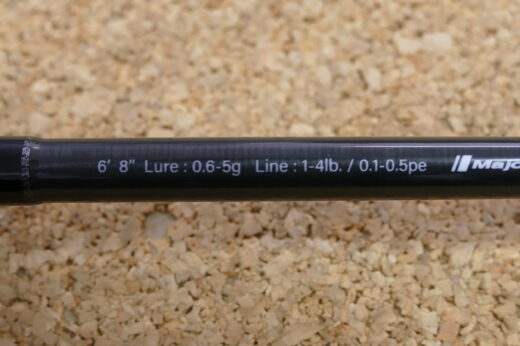 6' 8" Lure : 0.6-5g Line : 1-4lb. / 0.1-0.5pe